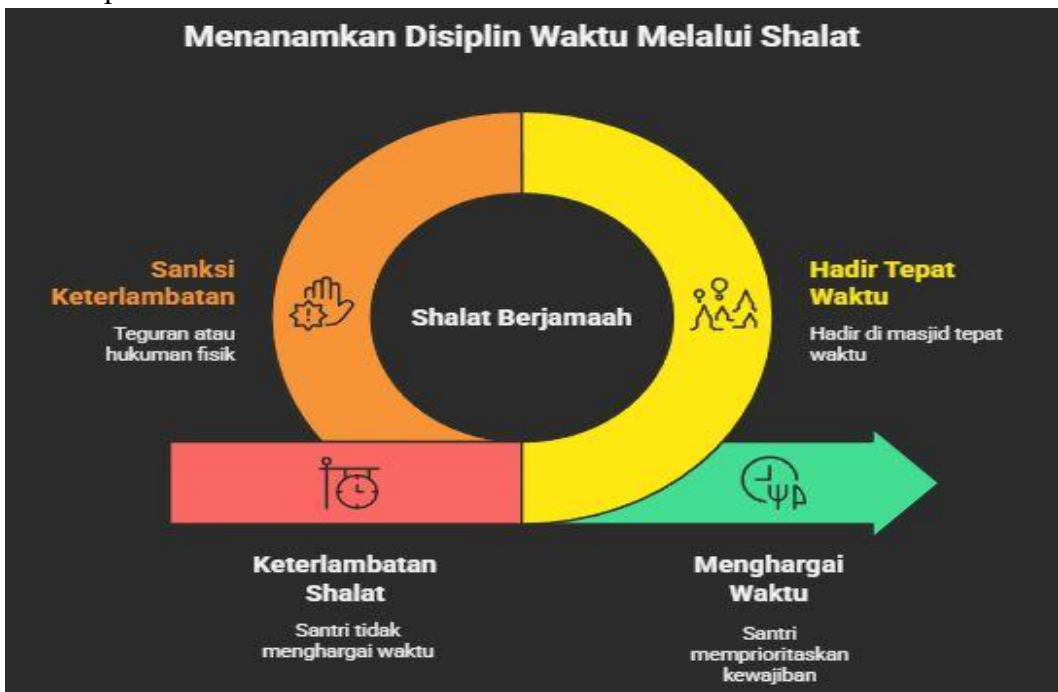 Menanamkan Disiplin Waktu Melalui Shalat
Sanksi
Keterlambatan
Teguran atau
hukuman fisik
Shalat Berjamaah
Hadir Tepat
Waktu
Hadir di masjid tepat
waktu
Keterlambatan
Shalat
Santri tidak
menghargai waktu
Menghargai
Waktu
Santri
memprioritaskan
kewajiban